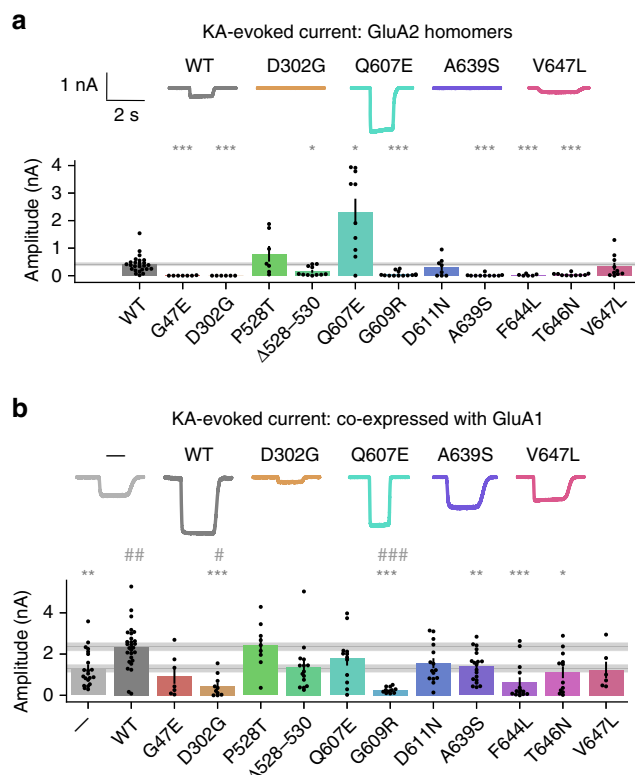 a
KA-evoked current: GluA2 homomers
WT D302G Q607E A639S V647L
1 nA
2 s
*** *** * * *** *** *** ***
Amplitude (nA)
4
3
2
1
0
WT G47E D302G P528T Δ528–530 Q607E G609R D611N A639S F644L T646N V647L
b
KA-evoked current: co-expressed with GluA1
— WT D302G Q607E A639S V647L
## # ###
** *** *** ** *** *
Amplitude (nA)
4
2
0
— WT G47E D302G P528T Δ528–530 Q607E G609R D611N A639S F644L T646N V647L